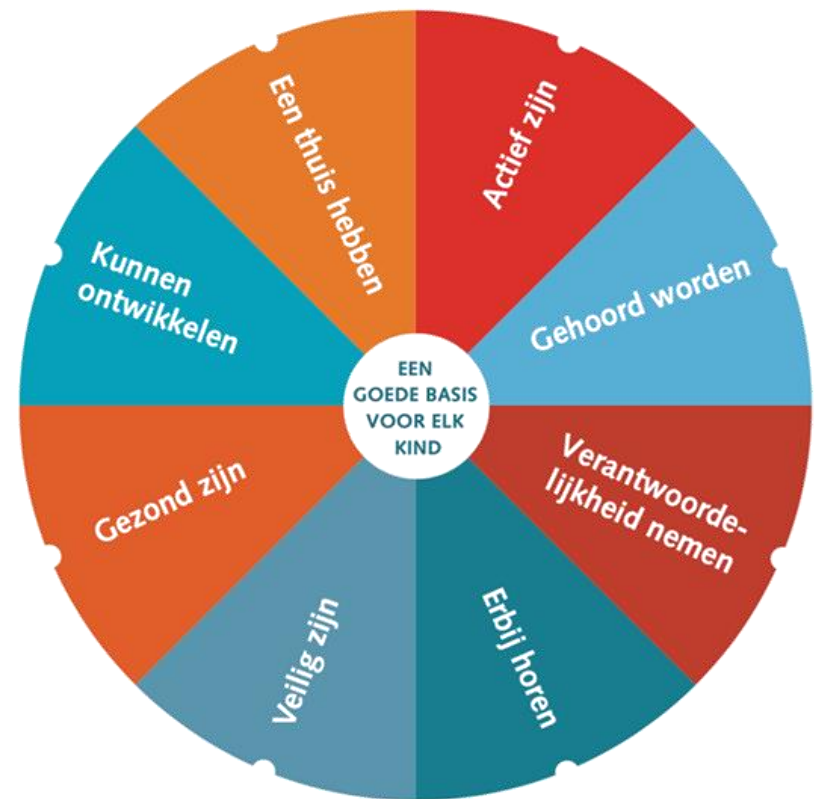 Een thuis hebben
Actief zijn
Gehoord worden
Verantwoorde-
lijkheid nemen
Erbij horen
Veilig zijn
Gezond zijn
Kunnen
ontwikkelen
EEN
GOEDE BASIS
VOOR ELK
KIND